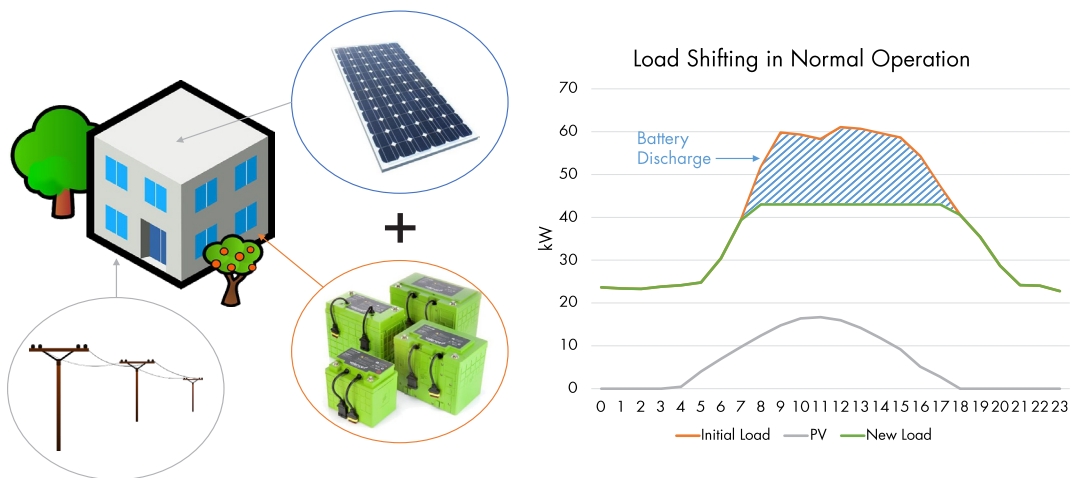 Load Shifting in Normal Operation
70
60
50
40
30
20
10
0
kW
Battery
Discharge
0 1 2 3 4 5 6 7 8 9 10 11 12 13 14 15 16 17 18 19 20 21 22 23
Initial Load PV New Load
+